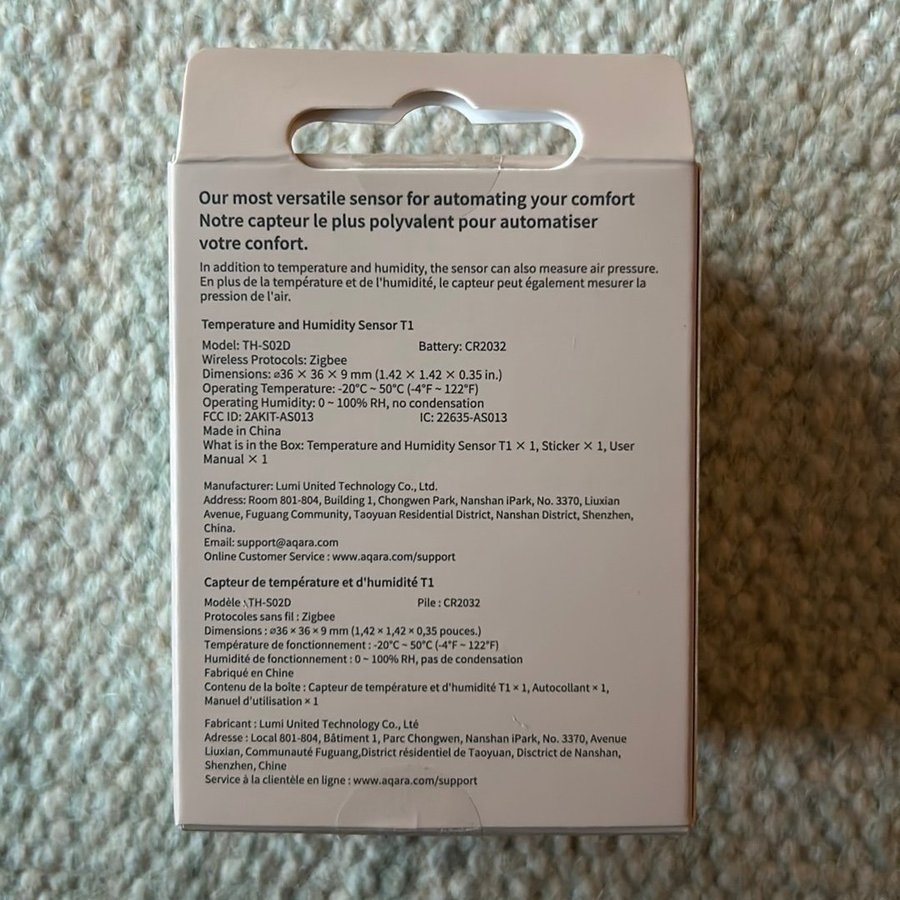 Our most versatile sensor for automating your comfort
Notre capteur le plus polyvalent pour automatiser
votre confort.
In addition to temperature and humidity, the sensor can also measure air pressure.
En plus de la température et de l'humidité, le capteur peut également mesurer la
pression de l'air.
Temperature and Humidity Sensor T1
Model: TH-S02D Battery: CR2032
Wireless Protocols: Zigbee
Dimensions: ⌀36 × 36 × 9 mm (1.42 × 1.42 × 0.35 in.)
Operating Temperature: -20°C ~ 50°C (-4°F ~ 122°F)
Operating Humidity: 0 ~ 100% RH, no condensation
FCC ID: 2AKIT-AS013 IC: 22635-AS013
Made in China
What is in the Box: Temperature and Humidity Sensor T1 × 1, Sticker × 1, User
Manual × 1
Manufacturer: Lumi United Technology Co., Ltd.
Address: Room 801-804, Building 1, Chongwen Park, Nanshan iPark, No. 3370, Liuxian
Avenue, Fuguang Community, Taoyuan Residential District, Nanshan District, Shenzhen,
China.
Email: support@aqara.com
Online Customer Service : www.aqara.com/support
Capteur de température et d'humidité T1
Modèle : TH-S02D Pile : CR2032
Protocoles sans fil : Zigbee
Dimensions : ⌀36 × 36 × 9 mm (1,42 × 1,42 × 0,35 pouces.)
Température de fonctionnement : -20°C ~ 50°C (-4°F ~ 122°F)
Humidité de fonctionnement : 0 ~ 100% RH, pas de condensation
Fabriqué en Chine
Contenu de la boîte : Capteur de température et d'humidité T1 × 1, Autocollant × 1,
Manuel d'utilisation × 1
Fabricant : Lumi United Technology Co., Lté
Adresse : Local 801-804, Bâtiment 1, Parc Chongwen, Nanshan iPark, No. 3370, Avenue
Liuxian, Communauté Fuguang,District résidentiel de Taoyuan, Disctrict de Nanshan,
Shenzhen, Chine
Service à la clientèle en ligne : www.aqara.com/support